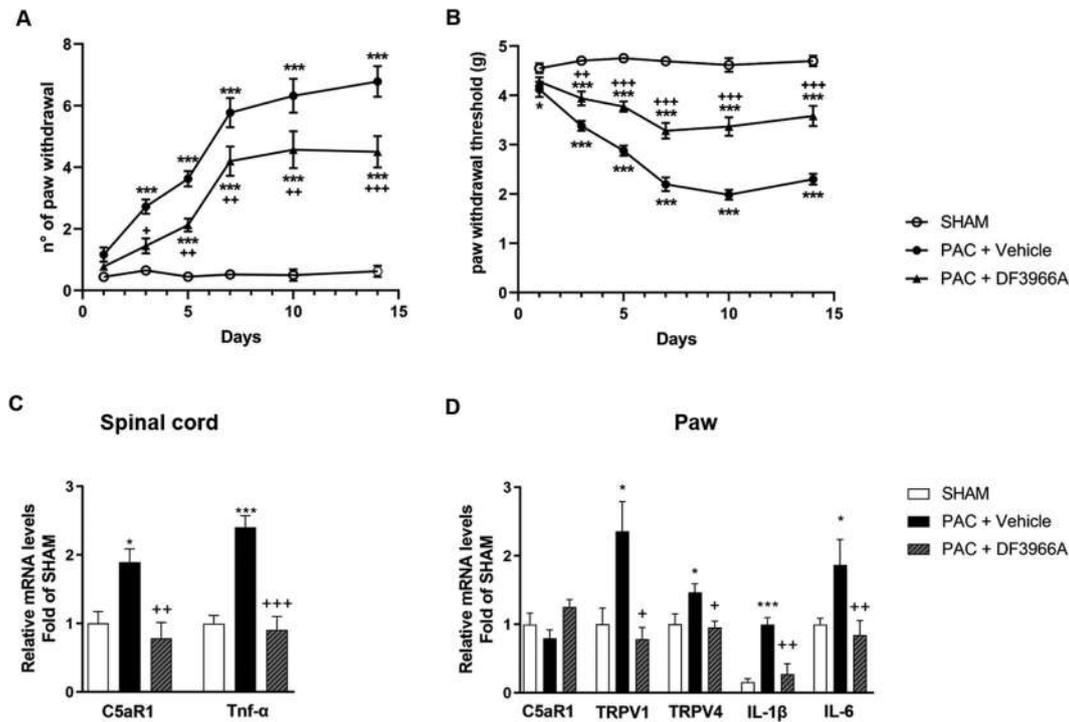 A
n° of paw withdrawal
8
6
4
2
0
***
***
***
***
***
+
***
++
***
++
***
++
***
+++
0 5 10 15
Days
B
paw withdrawal threshold (g)
5
4
3
2
1
0
*
++
***
+++
***
+++
***
+++
***
+++
***
***
***
***
***
***
0 5 10 15
Days
SHAM
PAC + Vehicle
PAC + DF3966A
C
Spinal cord
Relative mRNA levels
Fold of SHAM
3
2
1
0
*
++
***
+++
C5aR1 Tnf-α
D
Paw
Relative mRNA levels
Fold of SHAM
3
2
1
0
*
+
*
+
***
++
*
++
C5aR1 TRPV1 TRPV4 IL-1β IL-6
SHAM
PAC + Vehicle
PAC + DF3966A